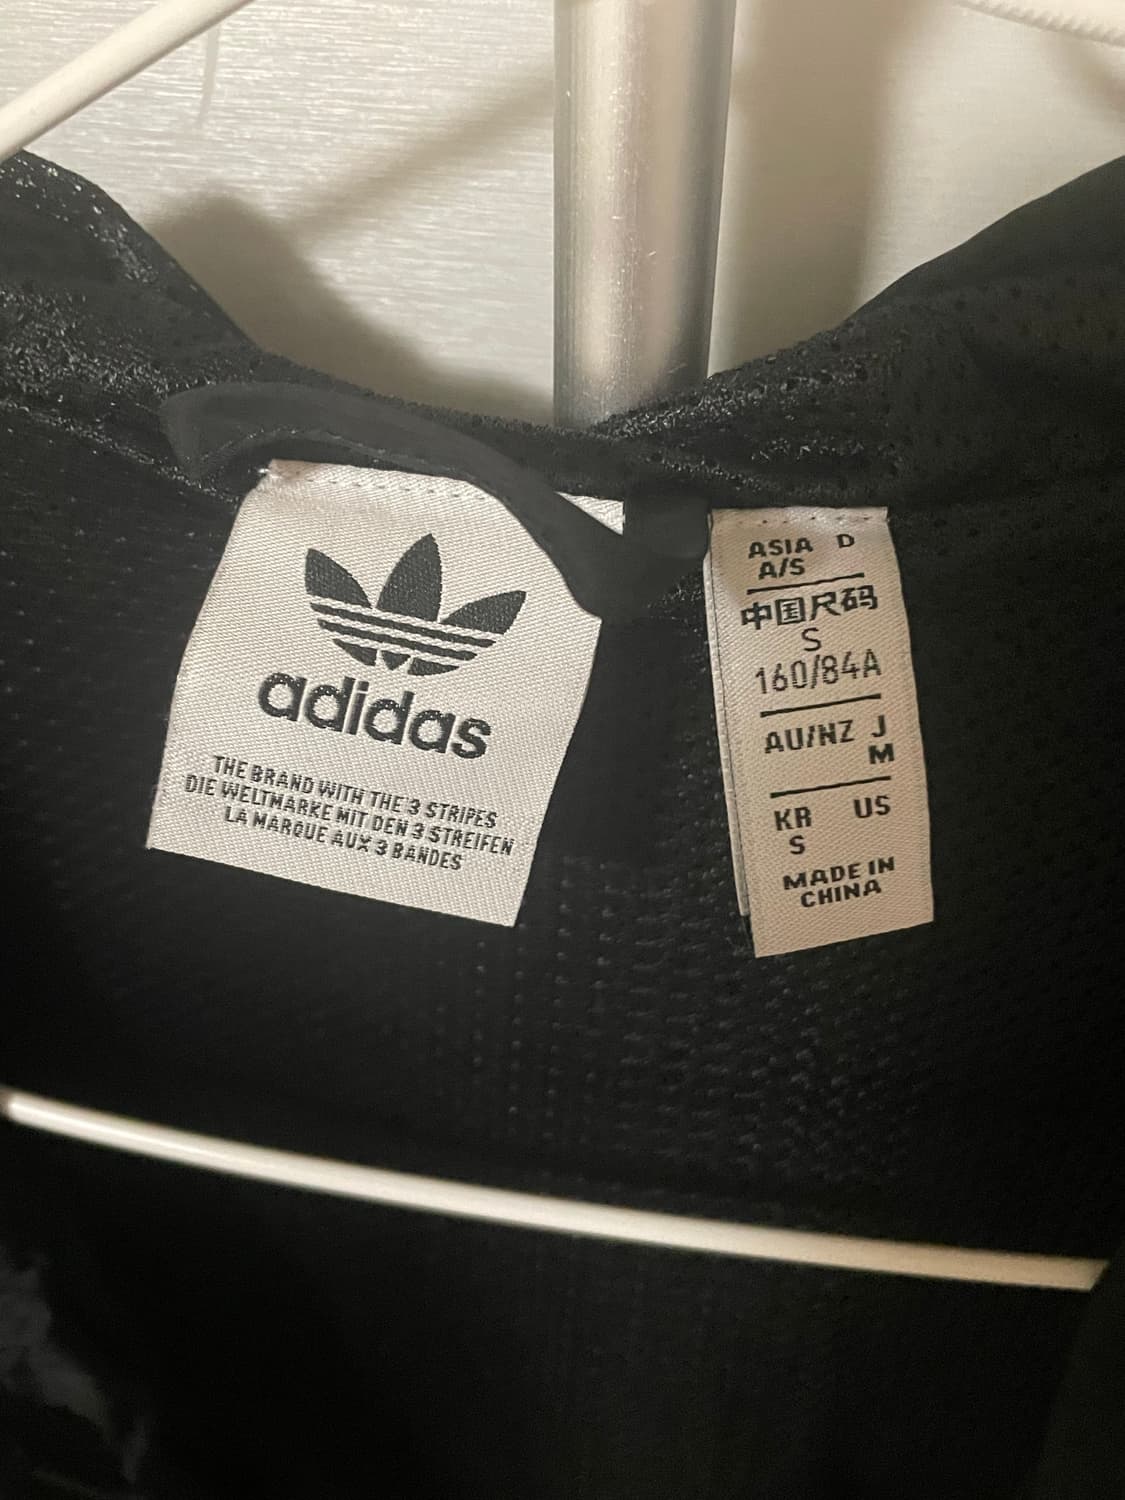 adidas
THE BRAND WITH THE 3 STRIPES
DIE WELTMARKE MIT DEN 3 STREIFEN
LA MARQUE AUX 3 BANDES
ASIA D
A/S
中国尺码
S
160/84A
AU/NZ J
M
KR US
S
MADE IN
CHINA